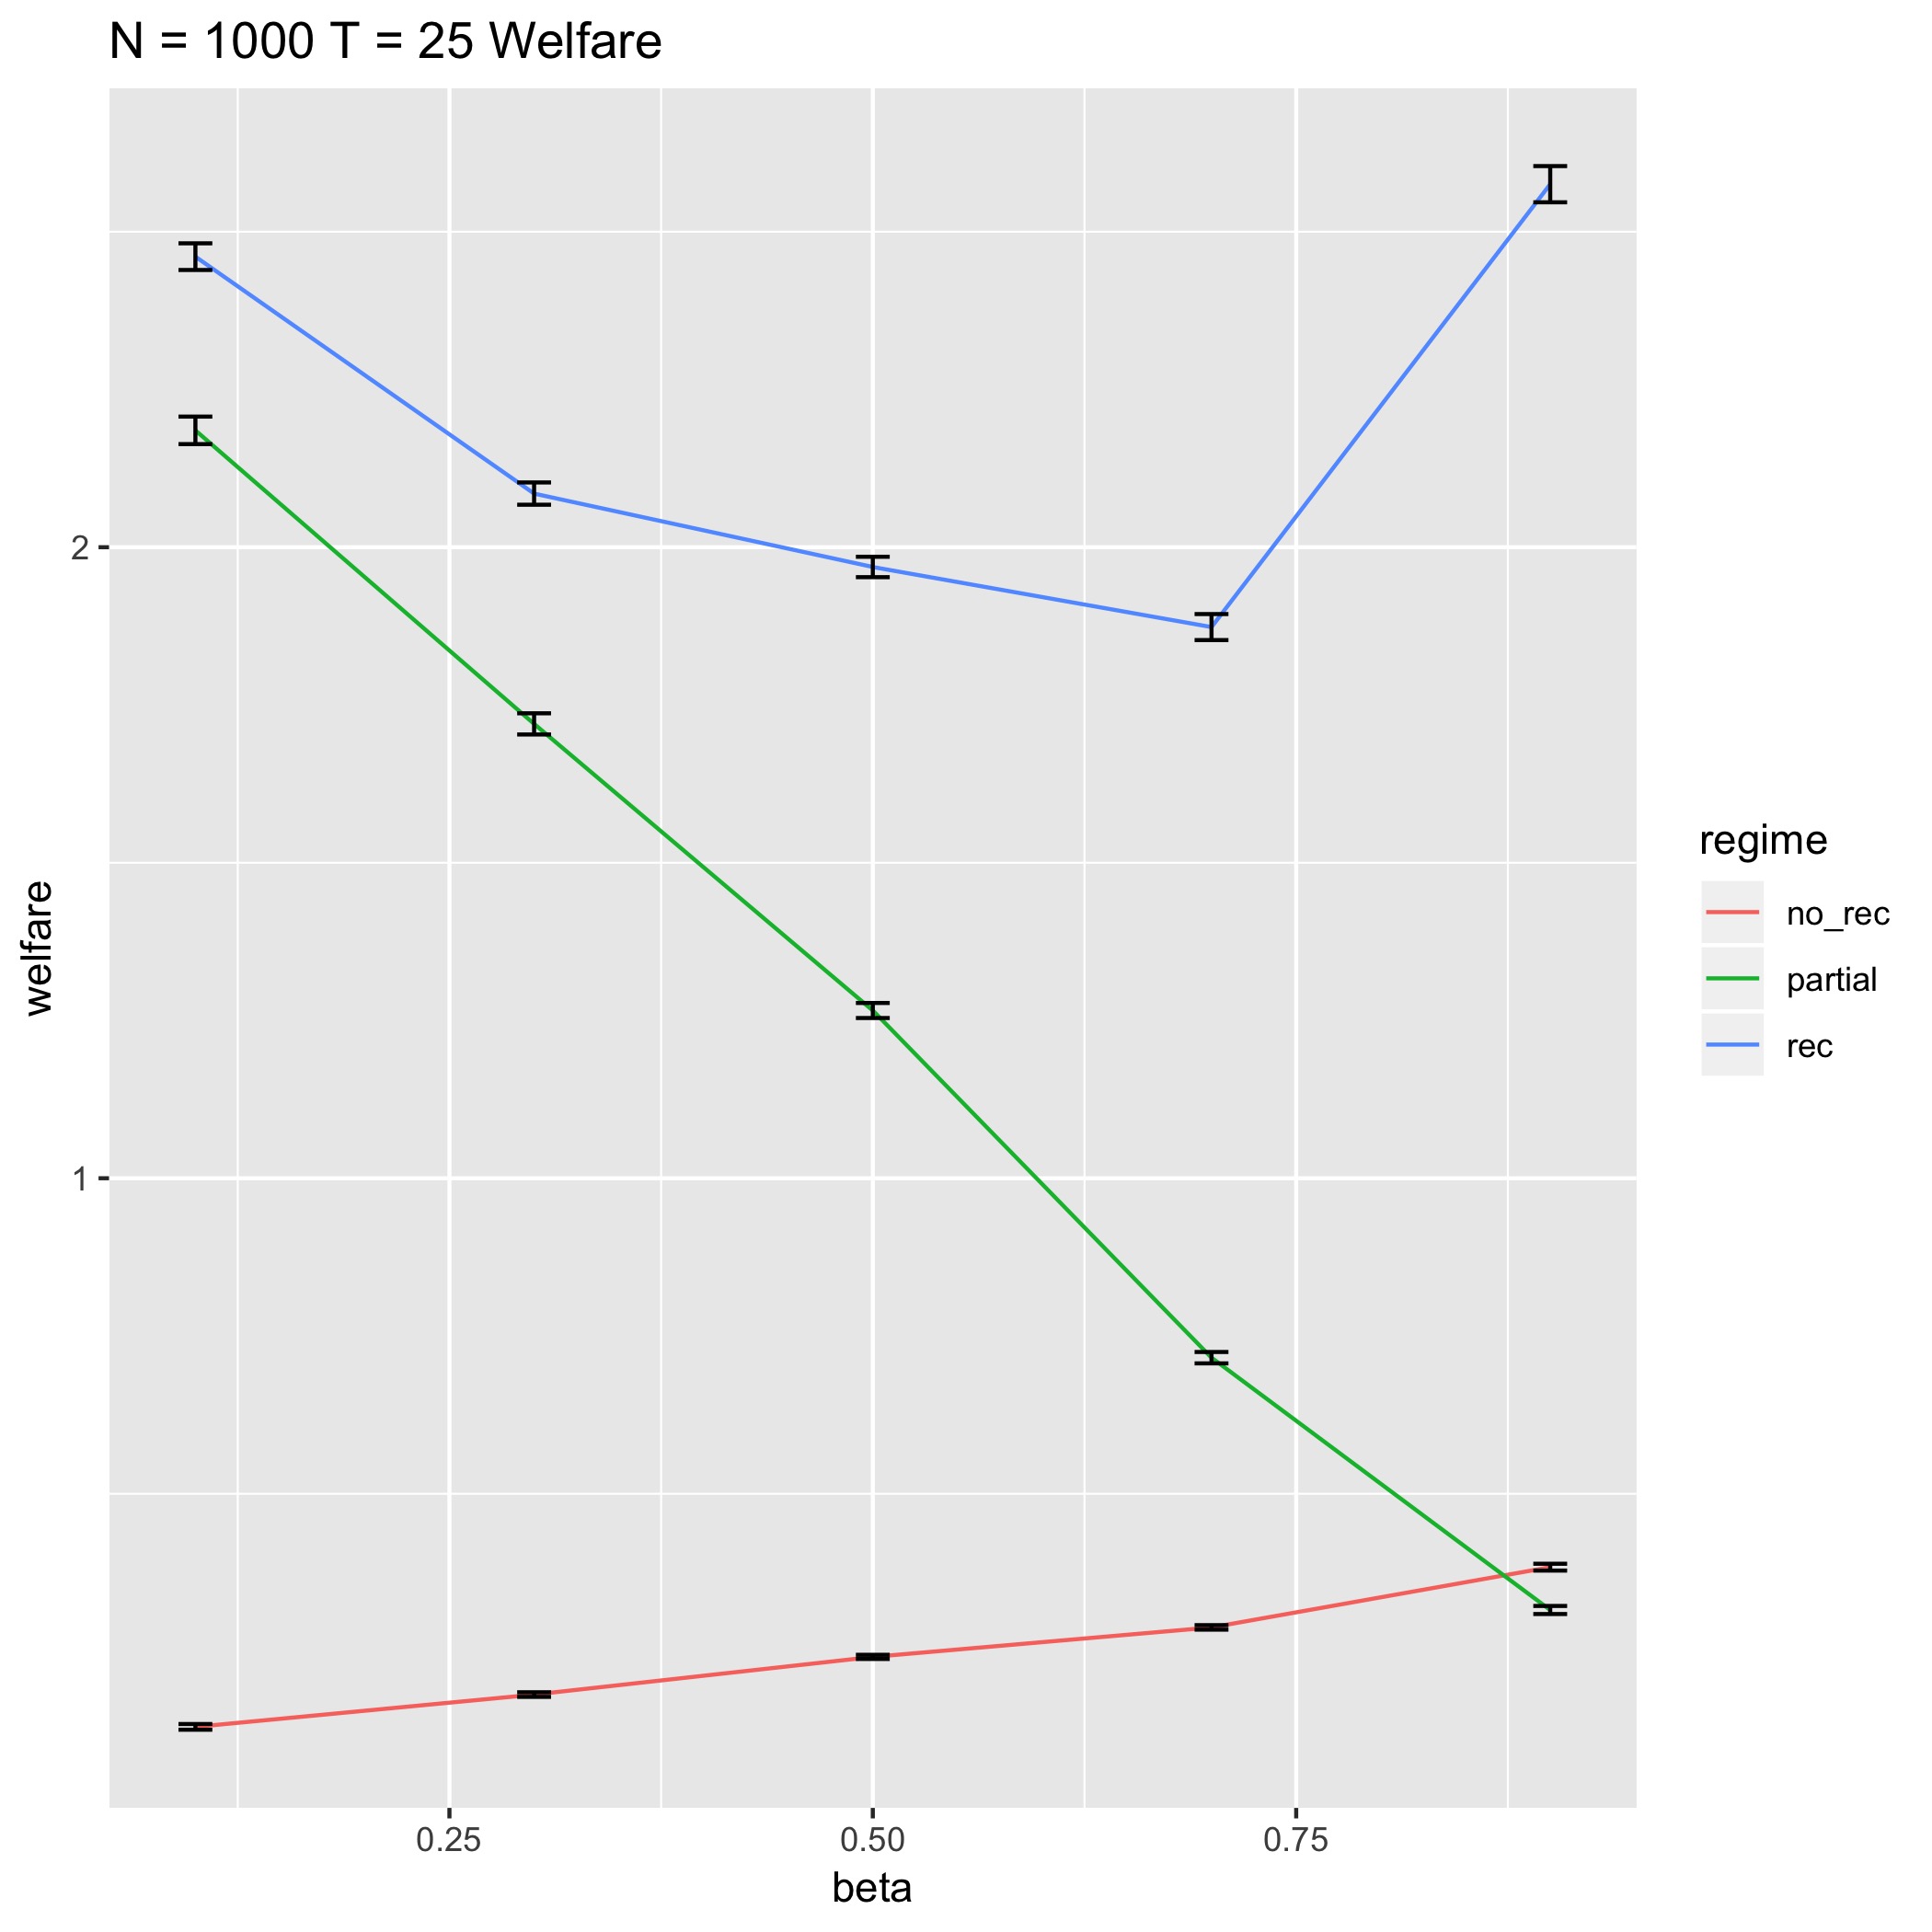 N = 1000 T = 25 Welfare
welfare
2
1
0.25
0.50
0.75
beta
regime
no_rec
partial
rec